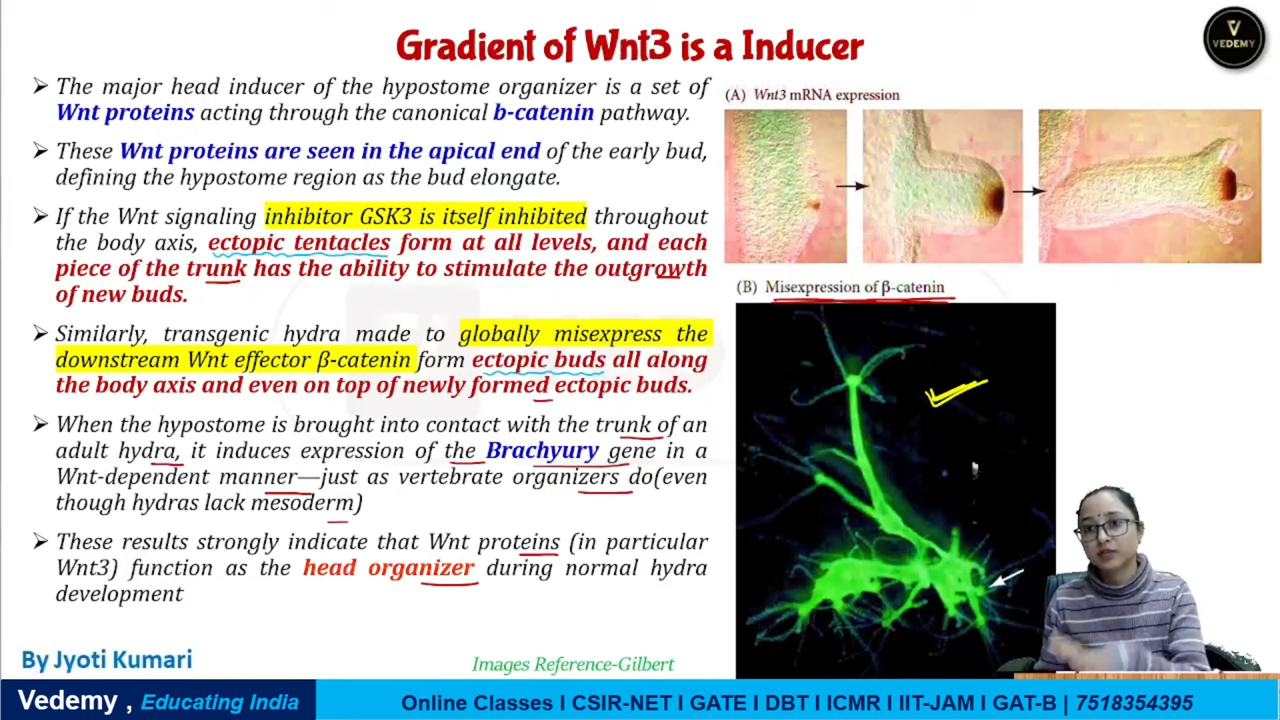 Gradient of Wnt3 is a Inducer
VEDEMY
➢ The major head inducer of the hypostome organizer is a set of
Wnt proteins acting through the canonical b-catenin pathway.
➢ These Wnt proteins are seen in the apical end of the early bud,
defining the hypostome region as the bud elongate.
➢ If the Wnt signaling inhibitor GSK3 is itself inhibited throughout
the body axis, ectopic tentacles form at all levels, and each
piece of the trunk has the ability to stimulate the outgrowth
of new buds.
➢ Similarly, transgenic hydra made to globally misexpress the
downstream Wnt effector β-catenin form ectopic buds all along
the body axis and even on top of newly formed ectopic buds.
➢ When the hypostome is brought into contact with the trunk of an
adult hydra, it induces expression of the Brachyury gene in a
Wnt-dependent manner—just as vertebrate organizers do(even
though hydras lack mesoderm)
➢ These results strongly indicate that Wnt proteins (in particular
Wnt3) function as the head organizer during normal hydra
development
(A) Wnt3 mRNA expression
(B) Misexpression of β-catenin
By Jyoti Kumari
Images Reference-Gilbert
Vedemy , Educating India
Online Classes I CSIR-NET I GATE I DBT I ICMR I IIT-JAM I GAT-B | 7518354395